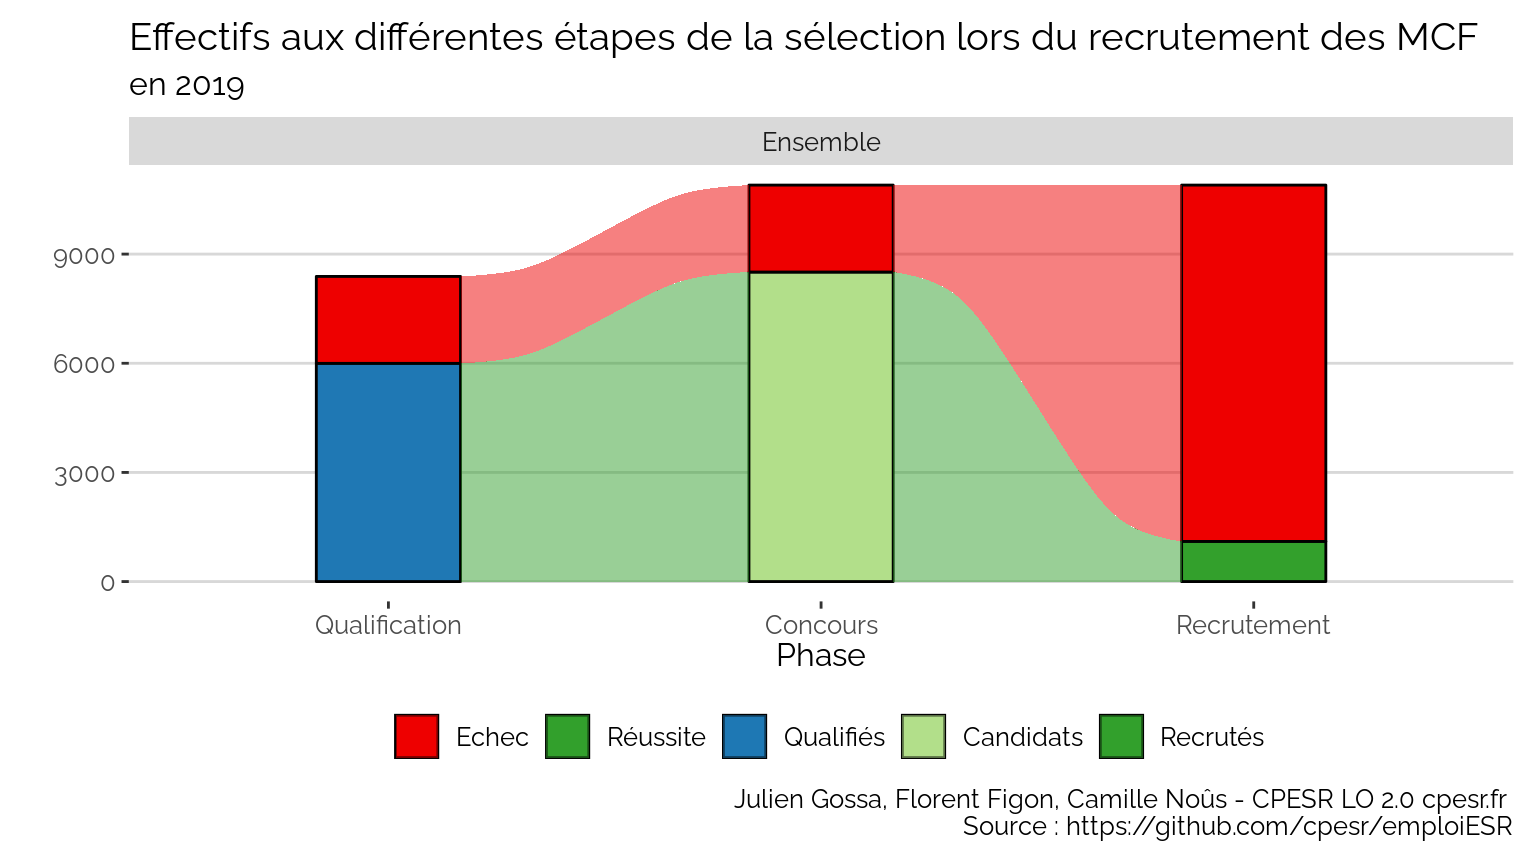 Effectifs aux différentes étapes de la sélection lors du recrutement des MCF
en 2019
Ensemble
9000
6000
3000
0
Qualification Concours Recrutement
Phase
Echec Réussite Qualifiés Candidats Recrutés
Julien Gossa, Florent Figon, Camille Noûs - CPESR LO 2.0 cpesr.fr
Source : https://github.com/cpesr/emploiESR